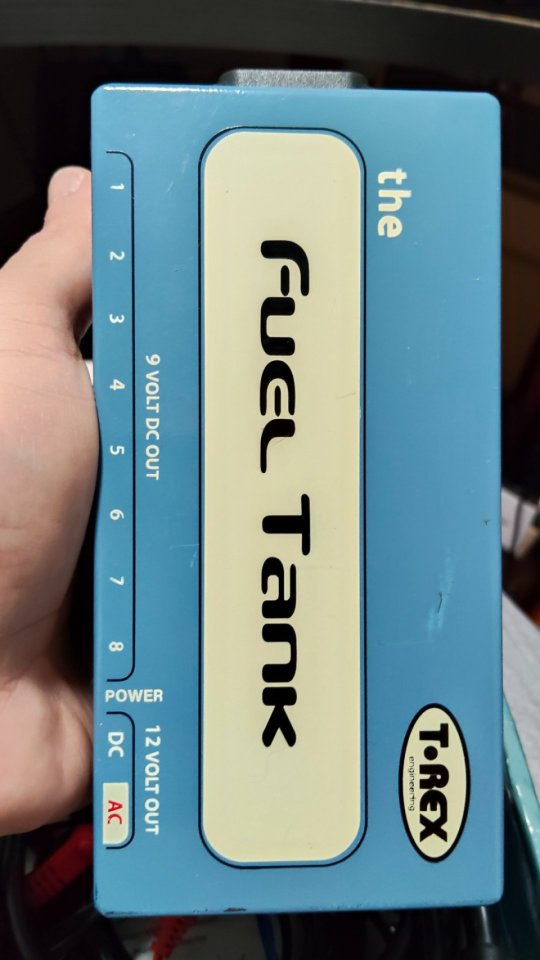 the
Fuel Tank
T•REX
engineering
9 VOLT DC OUT
12 VOLT OUT
1 2 3 4 5 6 7 8
POWER
DC AC